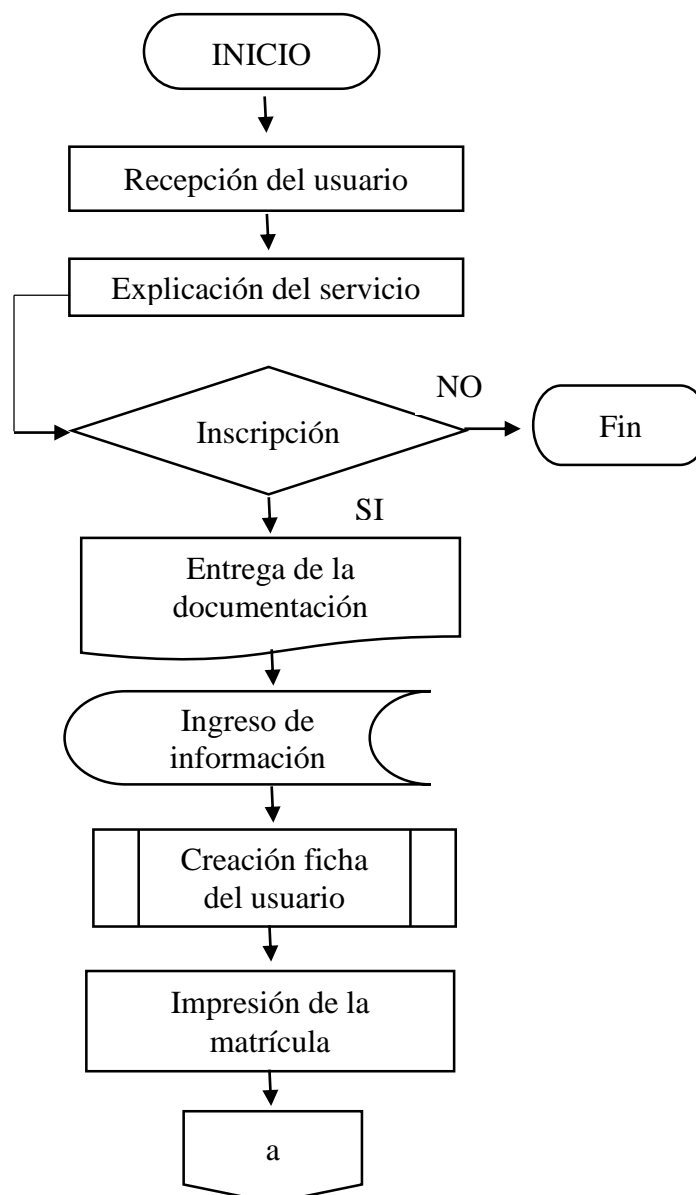 INICIO
Recepción del usuario
Explicación del servicio
NO
Inscripción
Fin
SI
Entrega de la
documentación
Ingreso de
información
Creación ficha
del usuario
Impresión de la
matrícula
a